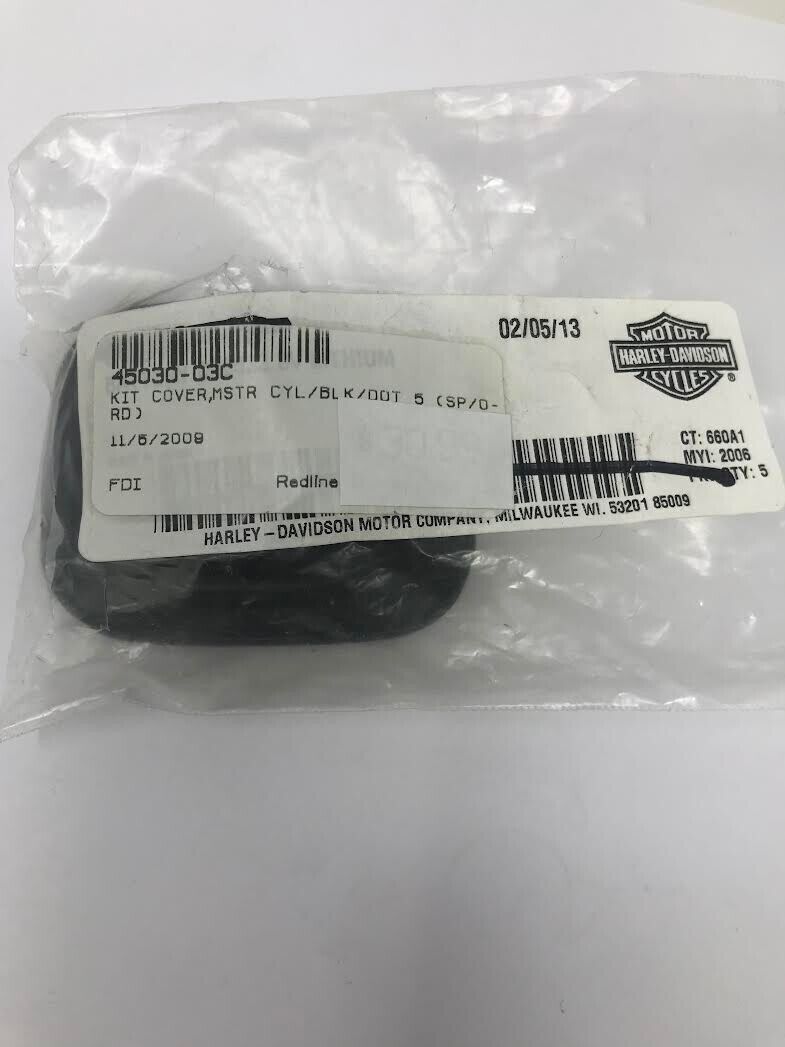 02/05/13
MOTOR
HARLEY-DAVIDSON
CYCLES
®
45030-03C
KIT COVER,MSTR CYL/BLK/DOT 5 (SP/O-
RD)
11/6/2009
FDI Redline
CT: 660A1
MYI: 2006
TY: 5
HARLEY-DAVIDSON MOTOR COMPANY, MILWAUKEE WI. 53201 85009